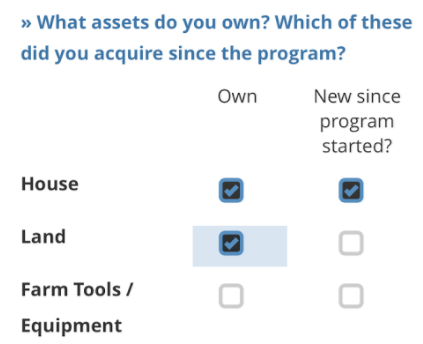 » What assets do you own? Which of these
did you acquire since the program?
Own
New since
program
started?
House
Land
Farm Tools /
Equipment